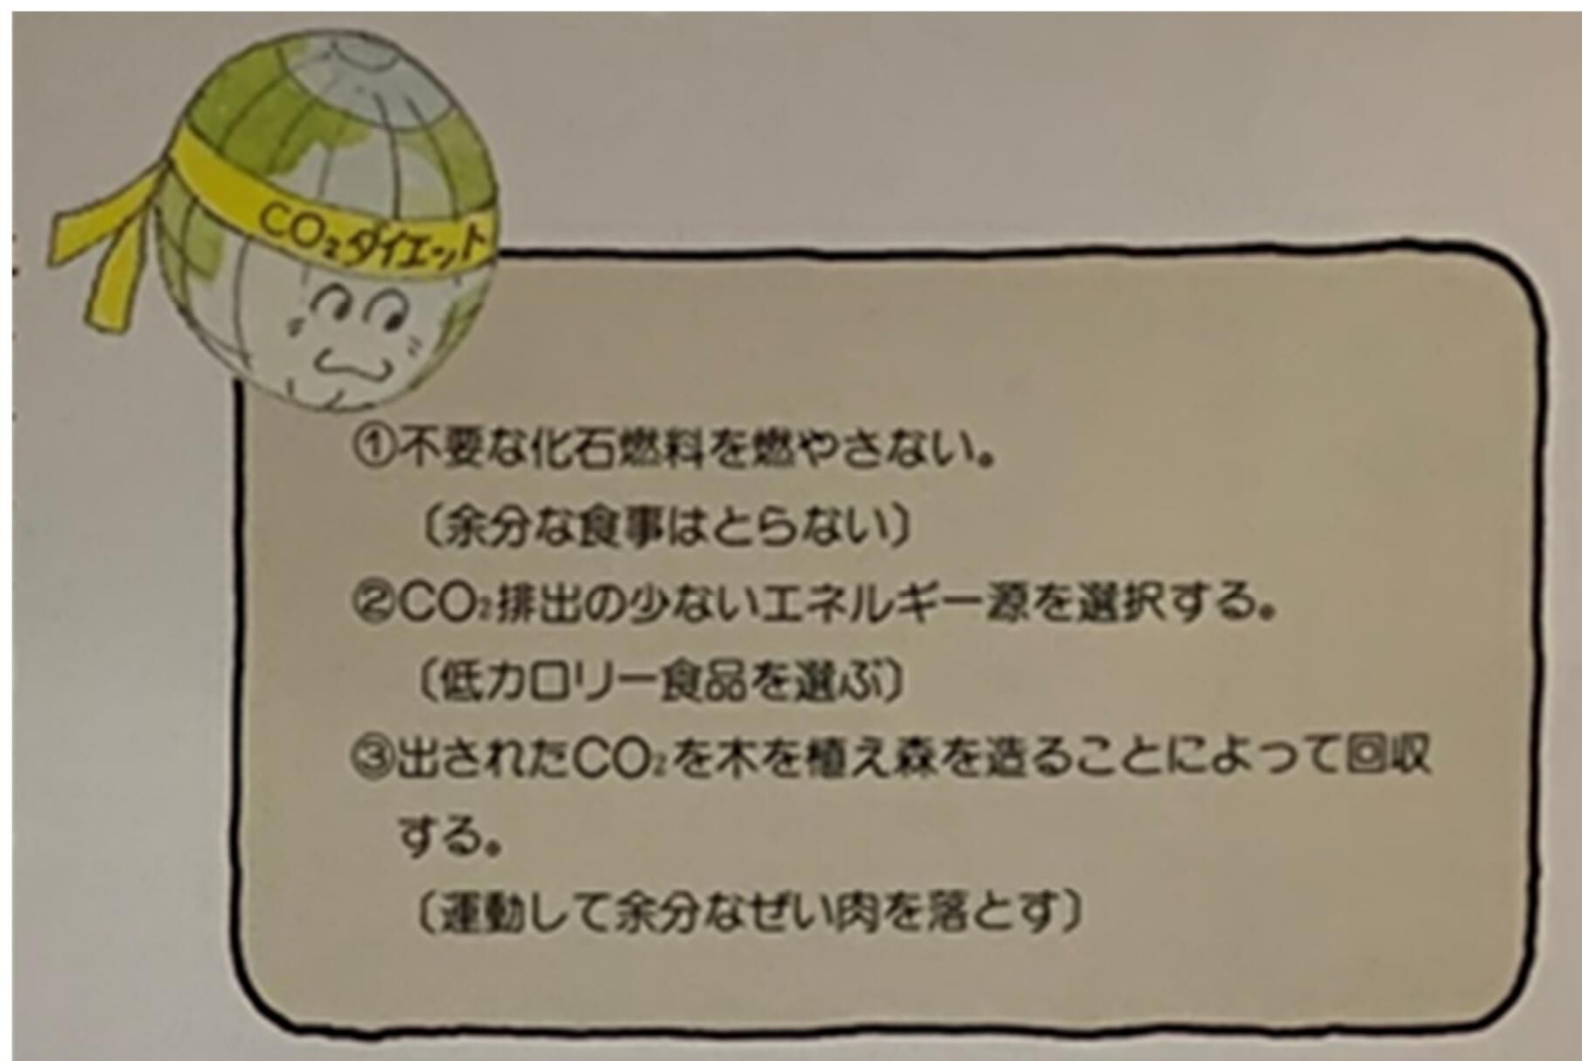 CO₂ダイエット
①不要な化石燃料を燃やさない。
〔余分な食事はとらない〕
②CO₂排出の少ないエネルギー源を選択する。
〔低カロリー食品を選ぶ〕
③出されたCO₂を木を植え森を造ることによって回収
する。
〔運動して余分なぜい肉を落とす〕